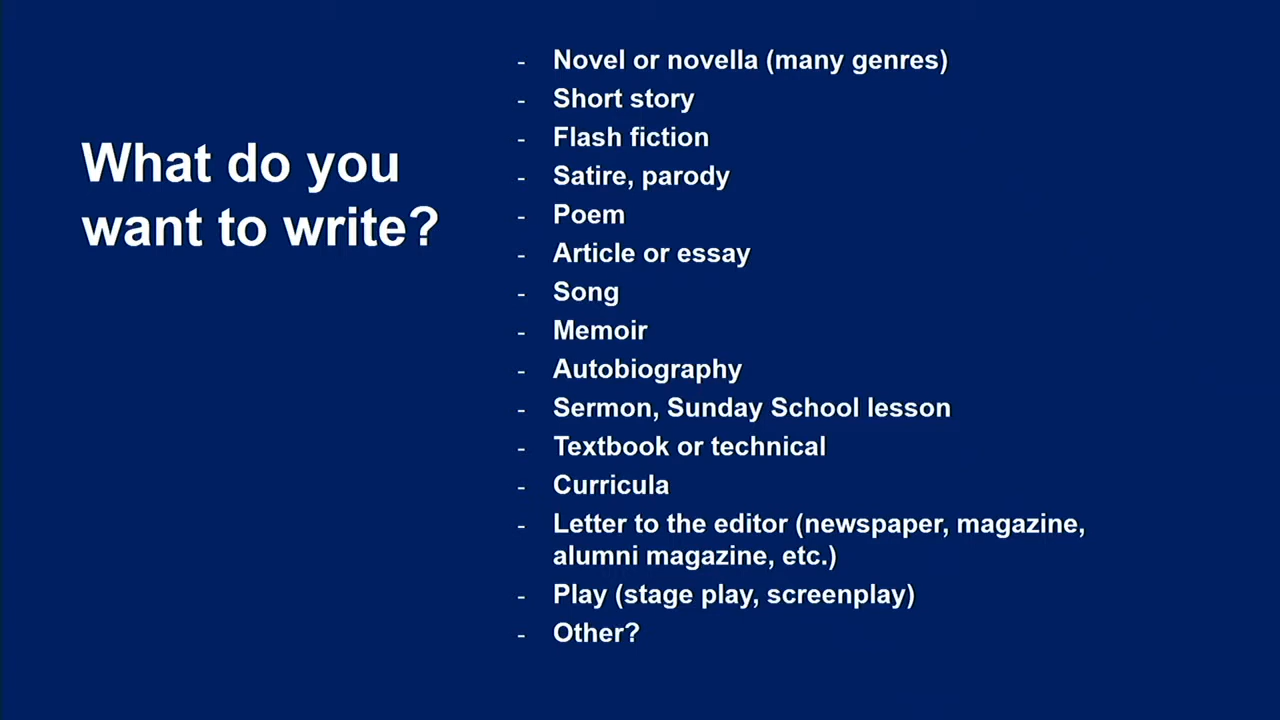 What do you
want to write?
- Novel or novella (many genres)
- Short story
- Flash fiction
- Satire, parody
- Poem
- Article or essay
- Song
- Memoir
- Autobiography
- Sermon, Sunday School lesson
- Textbook or technical
- Curricula
- Letter to the editor (newspaper, magazine,
alumni magazine, etc.)
- Play (stage play, screenplay)
- Other?